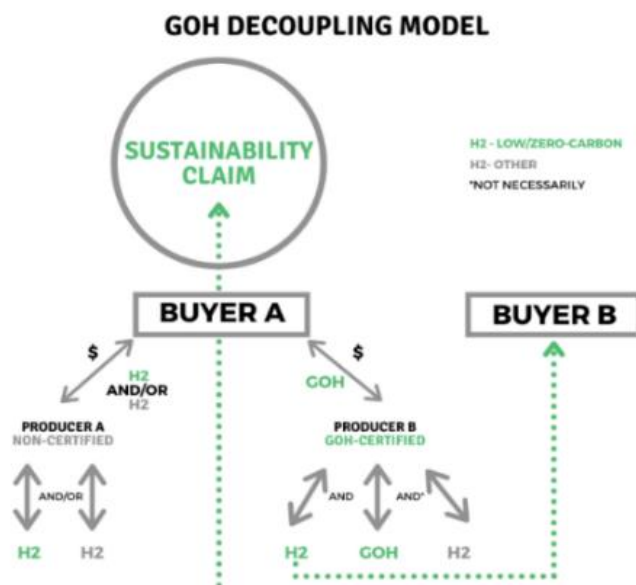 GOH DECOUPLING MODEL
SUSTAINABILITY
CLAIM
H2 - LOW/ZERO-CARBON
H2- OTHER
*NOT NECESSARILY
BUYER A
BUYER B
$
H2
AND/OR
H2
$
GOH
PRODUCER A
NON-CERTIFIED
PRODUCER B
GOH-CERTIFIED
AND/OR
AND
AND*
H2
H2
H2
GOH
H2